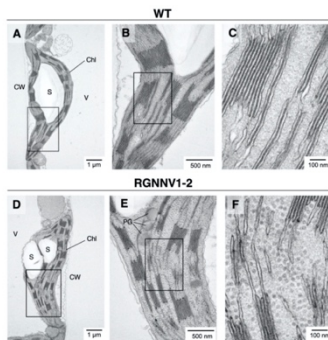 WT
A
B
C
Chl
CW
S
V
1 µm
500 nm
100 nm
RGNNV1-2
D
E
F
V
PG
Chl
S
S
CW
1 µm
500 nm
100 nm